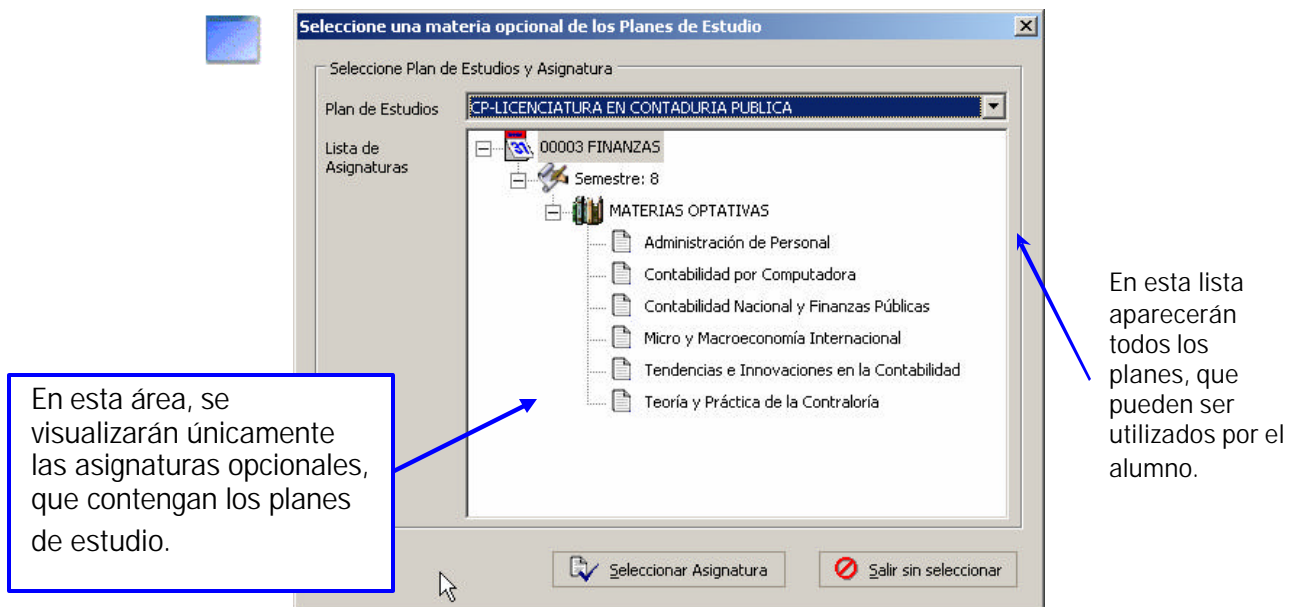 Seleccione una materia opcional de los Planes de Estudio
Seleccione Plan de Estudios y Asignatura
Plan de Estudios
CP-LICENCIATURA EN CONTADURIA PUBLICA
Lista de
Asignaturas
00003 FINANZAS
Semestre: 8
MATERIAS OPTATIVAS
Administración de Personal
Contabilidad por Computadora
Contabilidad Nacional y Finanzas Públicas
Micro y Macroeconomía Internacional
Tendencias e Innovaciones en la Contabilidad
Teoría y Práctica de la Contraloría
En esta lista
aparecerán
todos los
planes, que
pueden ser
utilizados por el
alumno.
En esta área, se
visualizarán únicamente
las asignaturas opcionales,
que contengan los planes
de estudio.
Seleccionar Asignatura
Salir sin seleccionar